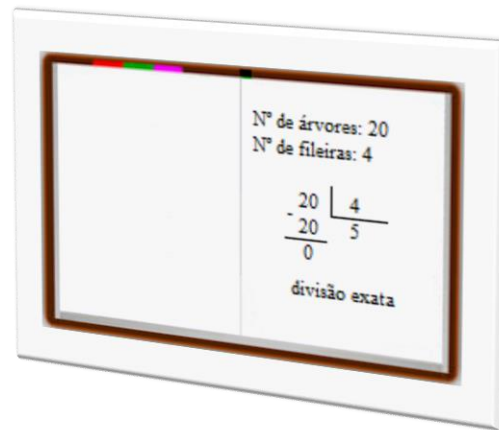 Nº de árvores: 20
Nº de fileiras: 4
20 4
- 20 5
0
divisão exata